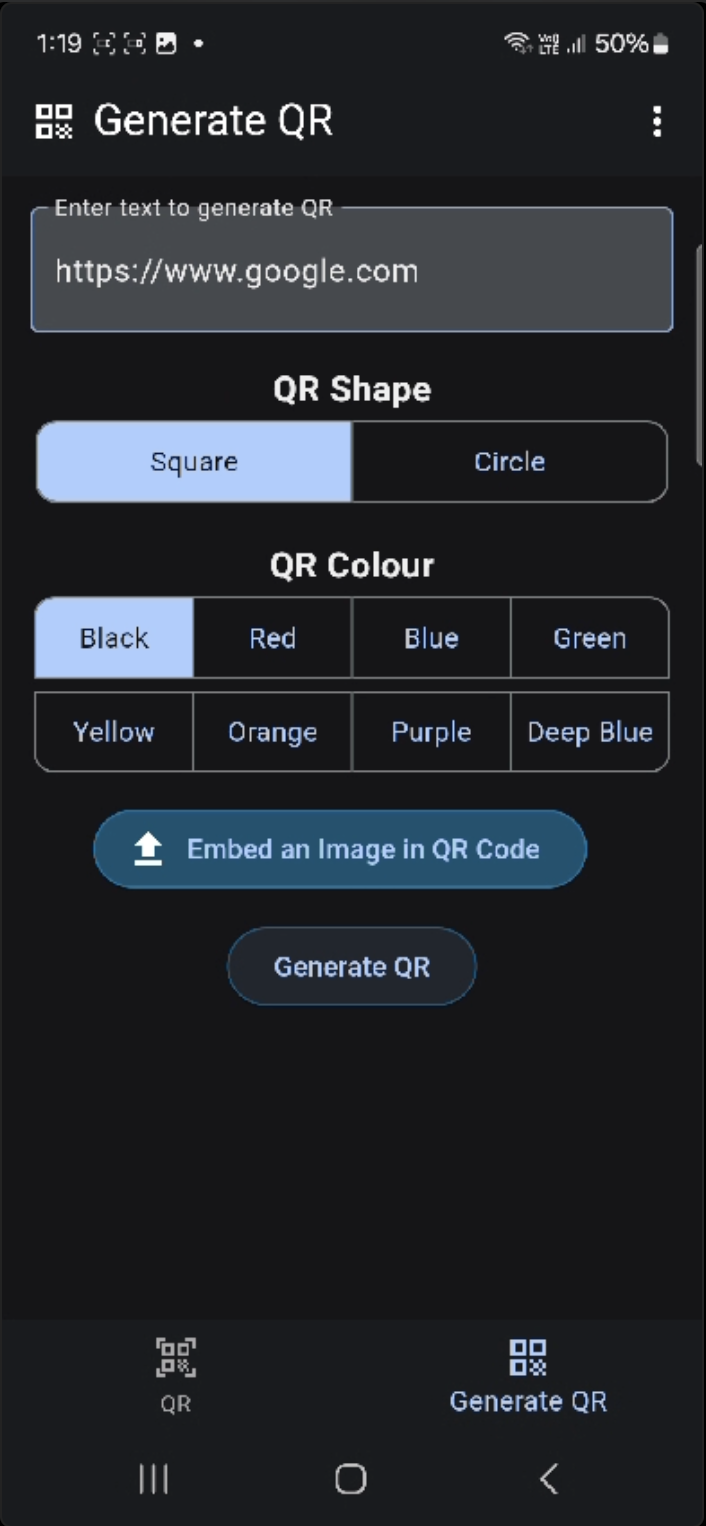 1:19 Vo) LTE 50%
Generate QR
Enter text to generate QR
https://www.google.com
QR Shape
Square Circle
QR Colour
Black Red Blue Green
Yellow Orange Purple Deep Blue
Embed an Image in QR Code
Generate QR
QR Generate QR